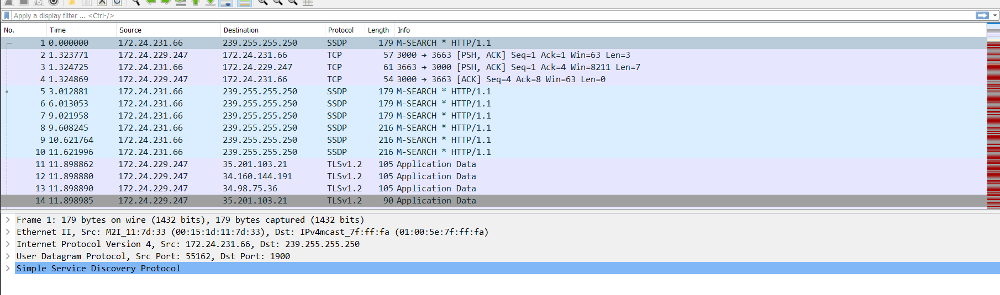 Apply a display filter ... <Ctrl-/>
No. Time Source Destination Protocol Length Info
1 0.000000 172.24.231.66 239.255.255.250 SSDP 179 M-SEARCH * HTTP/1.1
2 1.323771 172.24.229.247 172.24.231.66 TCP 57 3000 → 3663 [PSH, ACK] Seq=1 Ack=1 Win=63 Len=3
3 1.324725 172.24.231.66 172.24.229.247 TCP 61 3663 → 3000 [PSH, ACK] Seq=1 Ack=4 Win=8211 Len=7
4 1.324869 172.24.229.247 172.24.231.66 TCP 54 3000 → 3663 [ACK] Seq=4 Ack=8 Win=63 Len=0
5 3.012881 172.24.231.66 239.255.255.250 SSDP 179 M-SEARCH * HTTP/1.1
6 6.013053 172.24.231.66 239.255.255.250 SSDP 179 M-SEARCH * HTTP/1.1
7 9.021958 172.24.231.66 239.255.255.250 SSDP 179 M-SEARCH * HTTP/1.1
8 9.608245 172.24.231.66 239.255.255.250 SSDP 216 M-SEARCH * HTTP/1.1
9 10.621764 172.24.231.66 239.255.255.250 SSDP 216 M-SEARCH * HTTP/1.1
10 11.621996 172.24.231.66 239.255.255.250 SSDP 216 M-SEARCH * HTTP/1.1
11 11.898862 172.24.229.247 35.201.103.21 TLSv1.2 105 Application Data
12 11.898880 172.24.229.247 34.160.144.191 TLSv1.2 105 Application Data
13 11.898890 172.24.229.247 34.98.75.36 TLSv1.2 105 Application Data
14 11.898985 172.24.229.247 35.201.103.21 TLSv1.2 90 Application Data
Frame 1: 179 bytes on wire (1432 bits), 179 bytes captured (1432 bits)
Ethernet II, Src: M2I_11:7d:33 (00:15:1d:11:7d:33), Dst: IPv4mcast_7f:ff:fa (01:00:5e:7f:ff:fa)
Internet Protocol Version 4, Src: 172.24.231.66, Dst: 239.255.255.250
User Datagram Protocol, Src Port: 55162, Dst Port: 1900
Simple Service Discovery Protocol